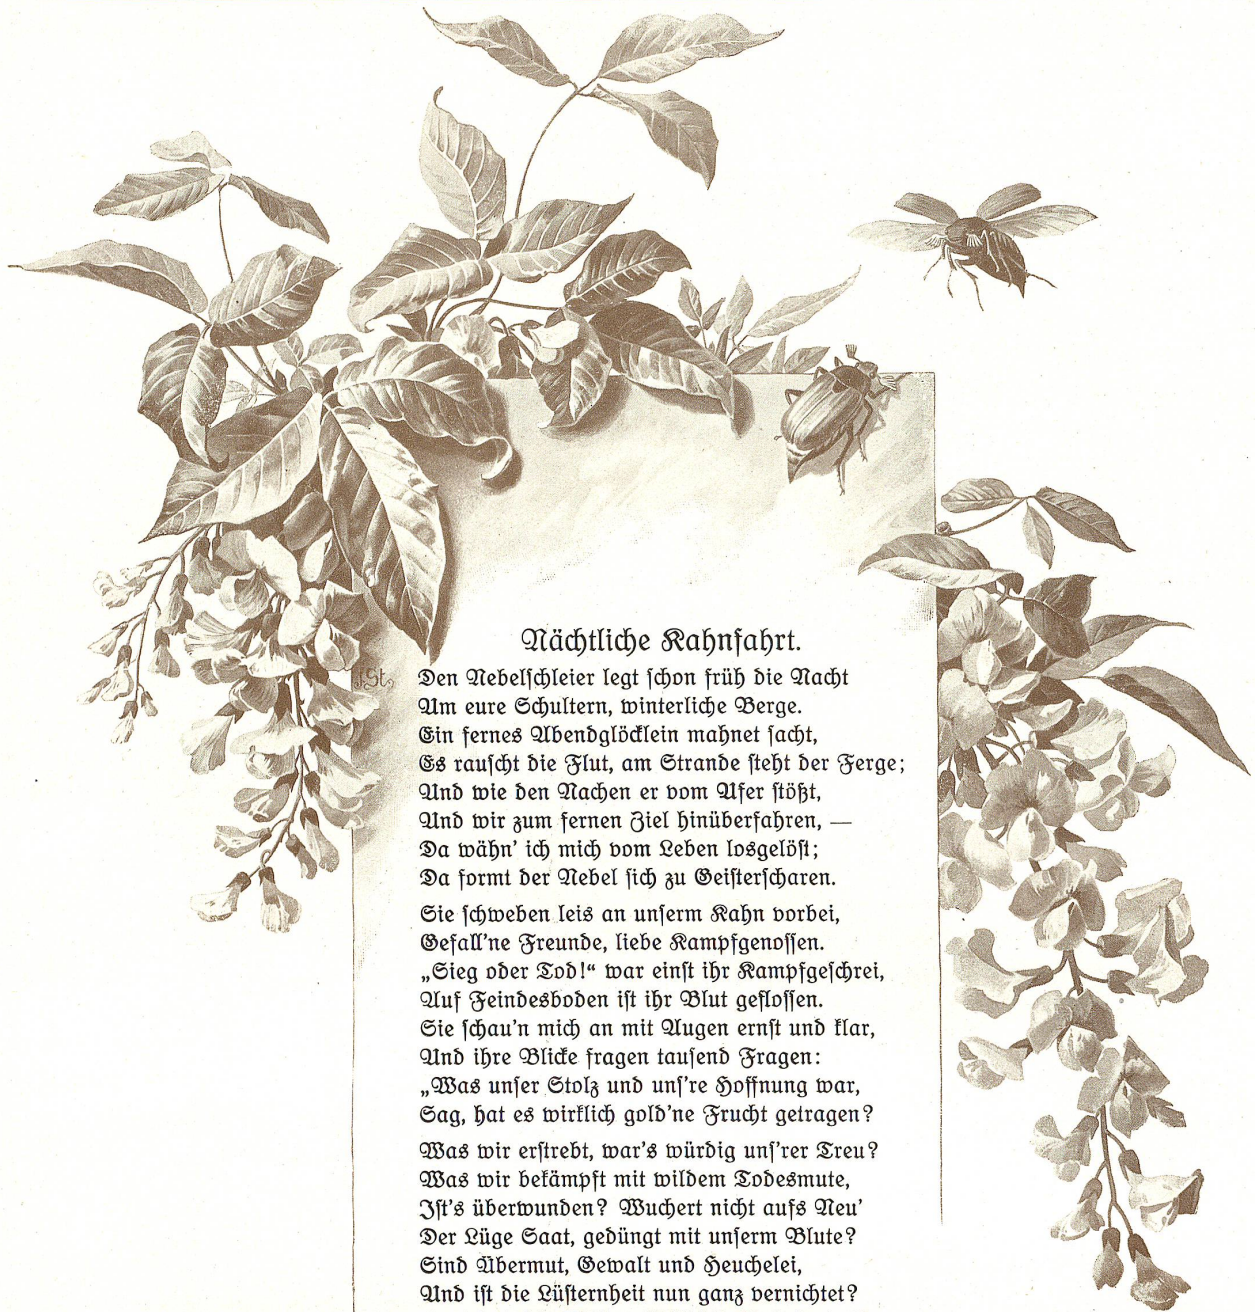 Nächtliche Kahnfahrt.
J.St.
Den Nebelſchleier legt ſchon früh die Nacht
Um eure Schultern, winterliche Berge.
Ein fernes Abendglöcklein mahnet ſacht,
Es rauſcht die Flut, am Strande ſteht der Ferge;
Und wie den Nachen er vom Ufer ſtößt,
Und wir zum fernen Ziel hinüberfahren, —
Da wähn' ich mich vom Leben losgelöſt;
Da formt der Nebel ſich zu Geiſterſcharen.
Sie ſchweben leis an unſerm Kahn vorbei,
Gefall'ne Freunde, liebe Kampfgenoſſen.
„Sieg oder Tod!“ war einſt ihr Kampfgeſchrei,
Auf Feindesboden iſt ihr Blut gefloſſen.
Sie ſchau'n mich an mit Augen ernſt und klar,
Und ihre Blicke fragen tauſend Fragen:
„Was unſer Stolz und unſ're Hoffnung war,
Sag, hat es wirklich gold'ne Frucht getragen?
Was wir erſtrebt, war's würdig unſ'rer Treu?
Was wir bekämpft mit wildem Todesmute,
Iſt's überwunden? Wuchert nicht aufs Neu'
Der Lüge Saat, gedüngt mit unſerm Blute?
Sind Übermut, Gewalt und Heuchelei,
Und iſt die Lüſternheit nun ganz vernichtet?